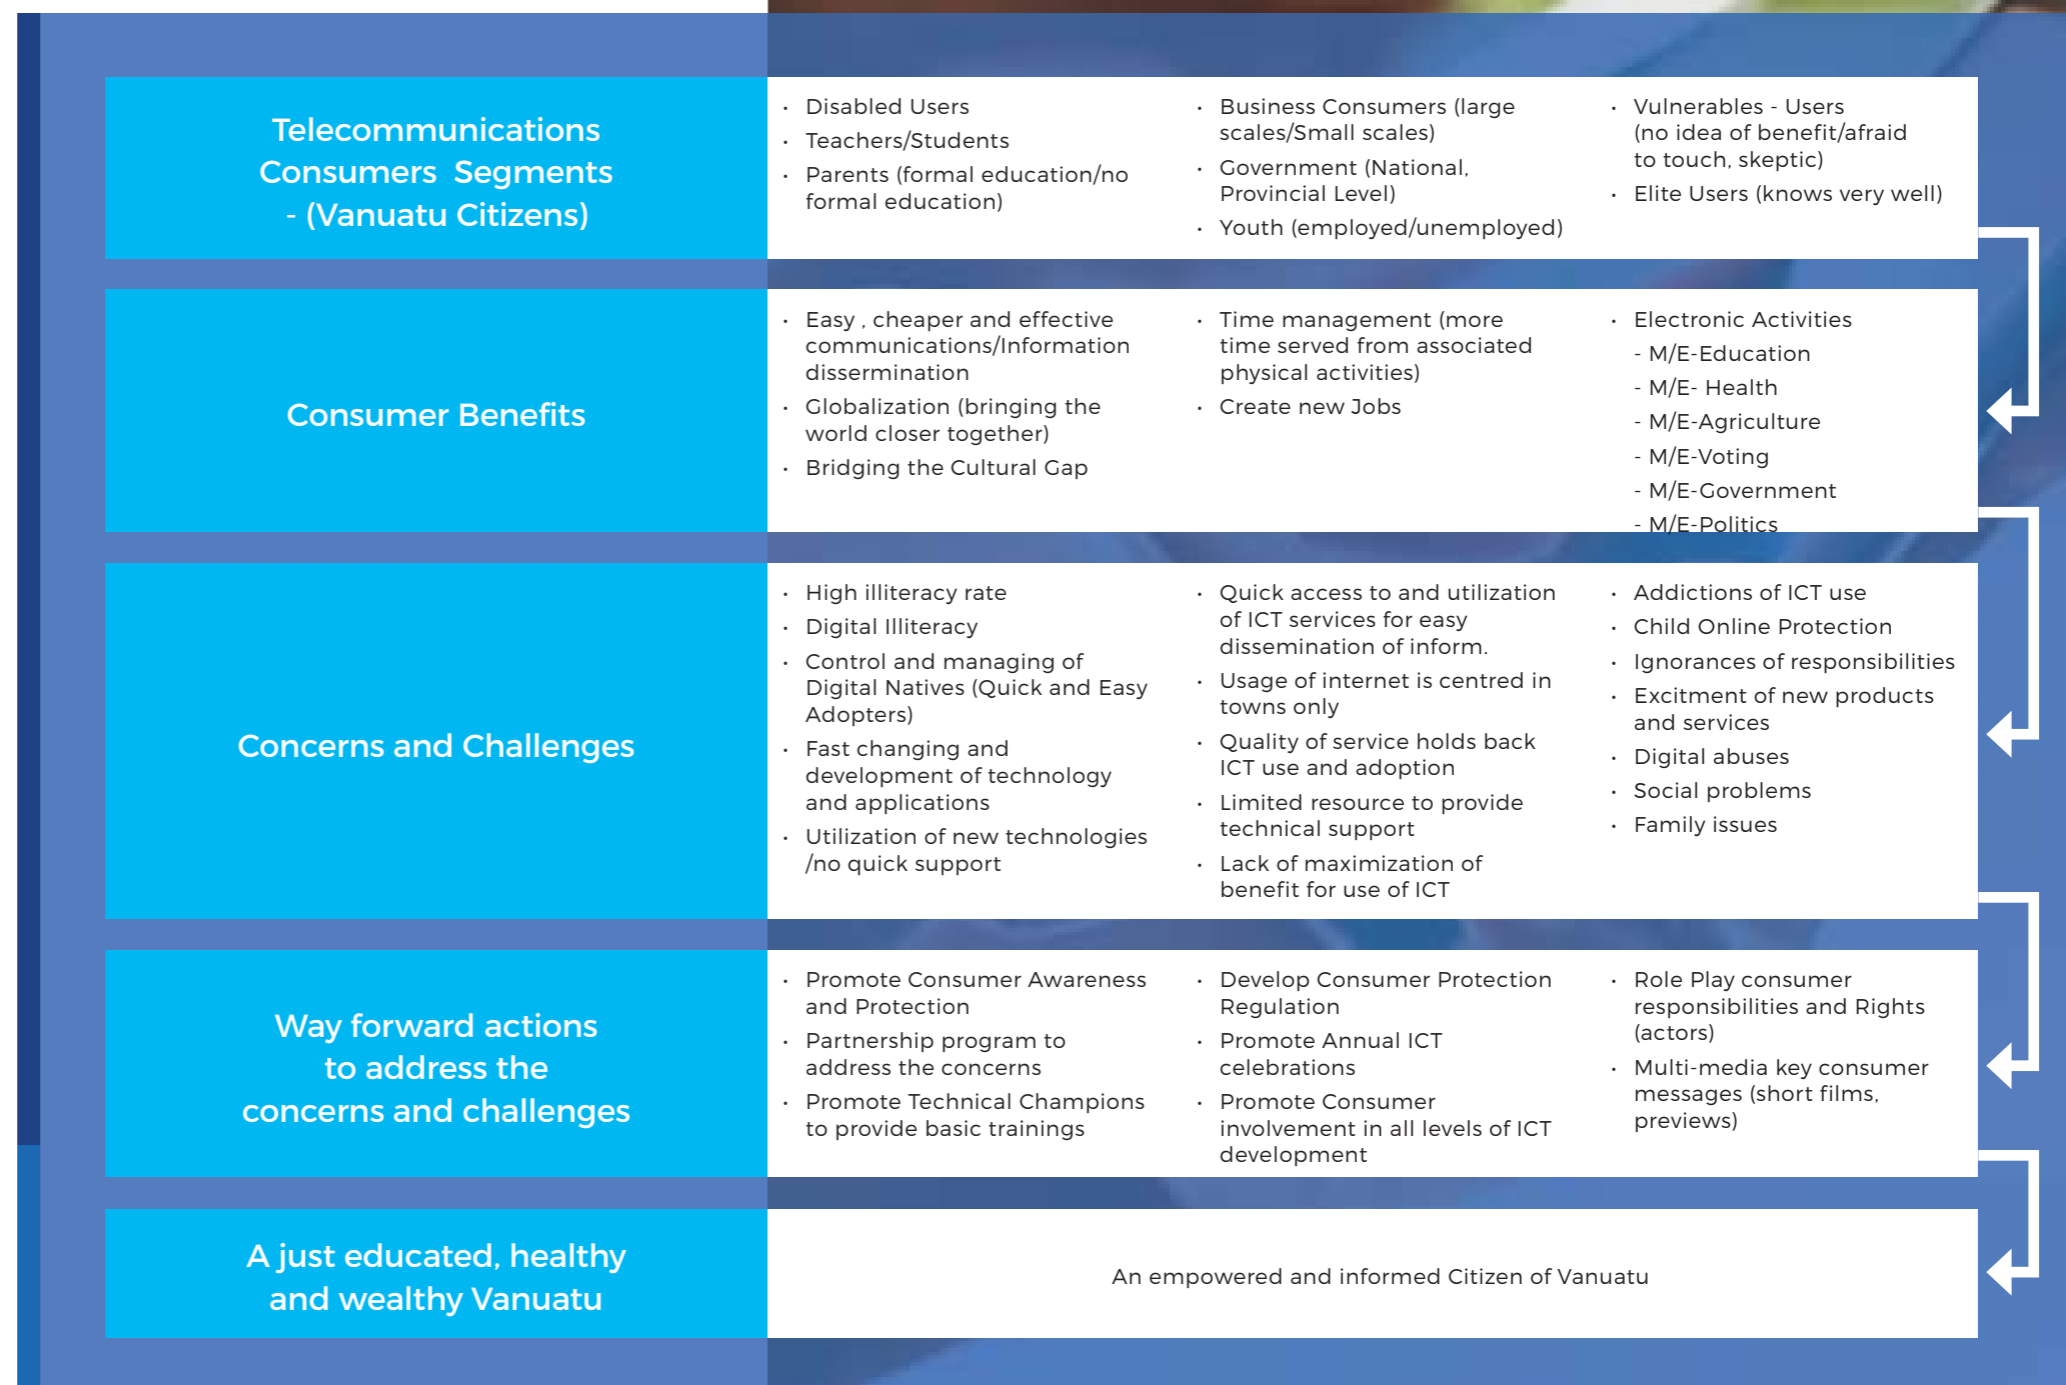 Telecommunications
Consumers Segments
- (Vanuatu Citizens)
· Disabled Users
· Teachers/Students
· Parents (formal education/no
formal education)
· Business Consumers (large
scales/Small scales)
· Government (National,
Provincial Level)
· Youth (employed/unemployed)
· Vulnerables - Users
(no idea of benefit/afraid
to touch, skeptic)
· Elite Users (knows very well)
Consumer Benefits
· Easy , cheaper and effective
communications/Information
dissermination
· Globalization (bringing the
world closer together)
· Bridging the Cultural Gap
· Time management (more
time served from associated
physical activities)
· Create new Jobs
· Electronic Activities
- M/E-Education
- M/E- Health
- M/E-Agriculture
- M/E-Voting
- M/E-Government
- M/E-Politics
Concerns and Challenges
· High illiteracy rate
· Digital Illiteracy
· Control and managing of
Digital Natives (Quick and Easy
Adopters)
· Fast changing and
development of technology
and applications
· Utilization of new technologies
/no quick support
· Quick access to and utilization
of ICT services for easy
dissemination of inform.
· Usage of internet is centred in
towns only
· Quality of service holds back
ICT use and adoption
· Limited resource to provide
technical support
· Lack of maximization of
benefit for use of ICT
· Addictions of ICT use
· Child Online Protection
· Ignorances of responsibilities
· Excitment of new products
and services
· Digital abuses
· Social problems
· Family issues
Way forward actions
to address the
concerns and challenges
· Promote Consumer Awareness
and Protection
· Partnership program to
address the concerns
· Promote Technical Champions
to provide basic trainings
· Develop Consumer Protection
Regulation
· Promote Annual ICT
celebrations
· Promote Consumer
involvement in all levels of ICT
development
· Role Play consumer
responsibilities and Rights
(actors)
· Multi-media key consumer
messages (short films,
previews)
A just educated, healthy
and wealthy Vanuatu
An empowered and informed Citizen of Vanuatu